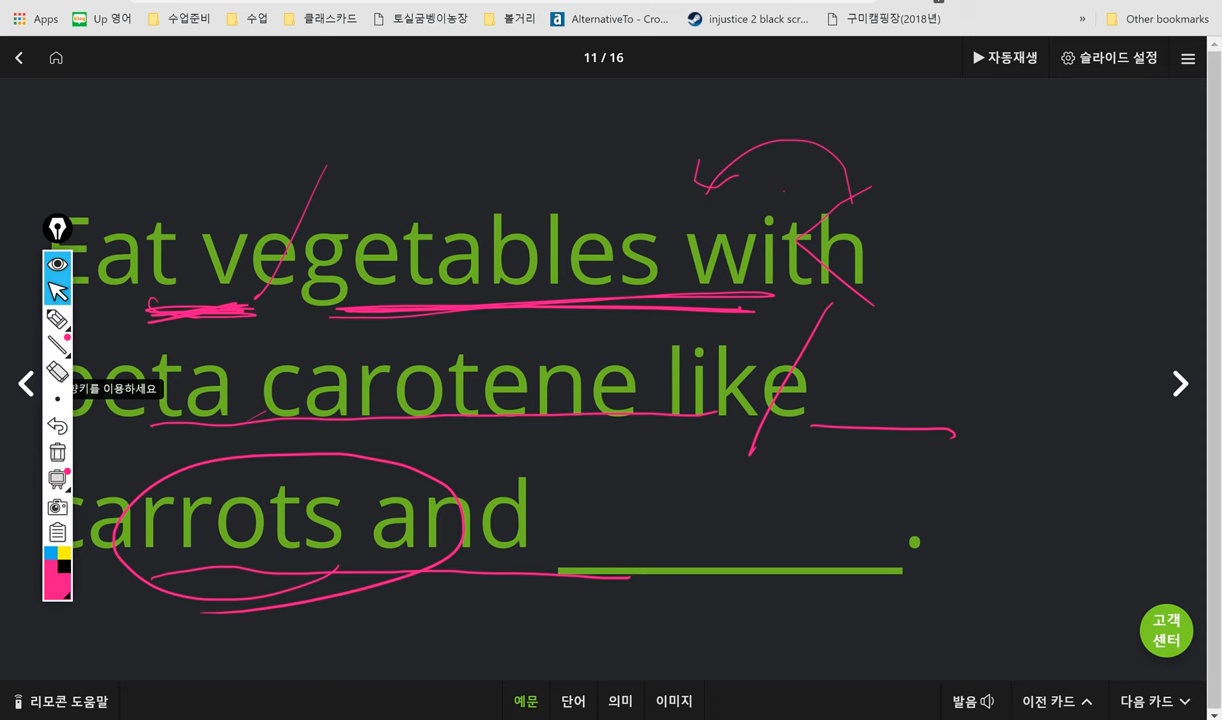 Apps Up 영어 수업준비 수업 클래스카드 토실굼벵이농장 볼거리 AlternativeTo - Cro... injustice 2 black scr... 구미캠핑장(2018년) » Other bookmarks
11 / 16 자동재생 슬라이드 설정
Eat vegetables with
beta carotene like
향키를 이용하세요
carrots and ________.
고객
센터
리모콘 도움말 예문 단어 의미 이미지 발음 이전 카드 다음 카드